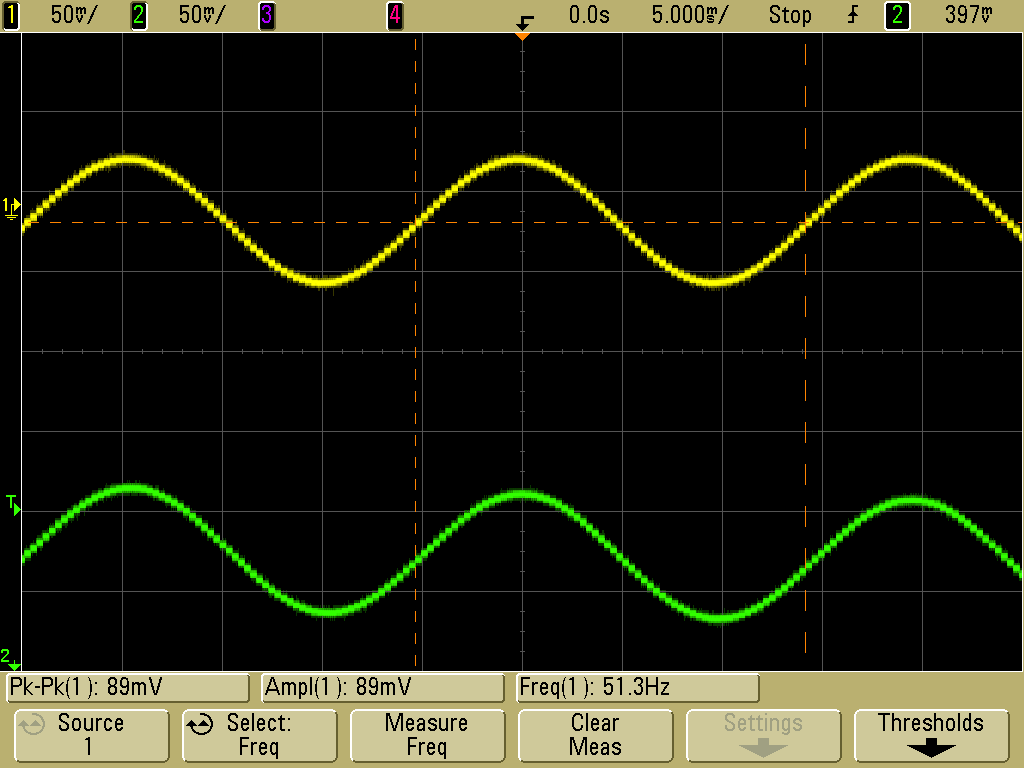 1 50mV/ 2 50mV/ 3 4 0.0s 5.000ms/ Stop 2 397mV
1
T
2
Pk-Pk(1): 89mV Ampl(1): 89mV Freq(1): 51.3Hz
Source Select: Measure Clear Settings Thresholds
1 Freq Freq Meas